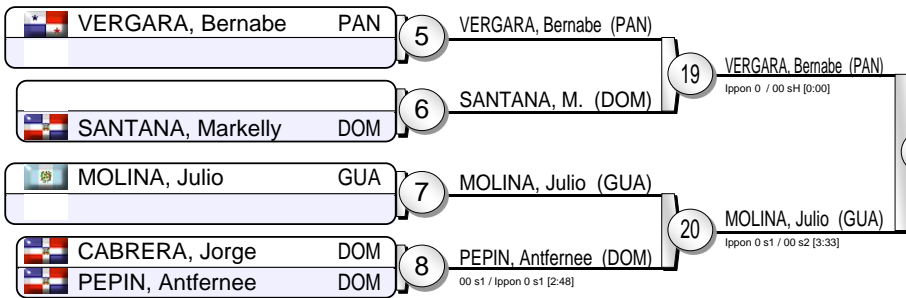 VERGARA, Bernabe PAN
5
VERGARA, Bernabe (PAN)
19
VERGARA, Bernabe (PAN)
Ippon 0 / 00 sH [0:00]
6
SANTANA, M. (DOM)
SANTANA, Markelly DOM
MOLINA, Julio GUA
7
MOLINA, Julio (GUA)
20
MOLINA, Julio (GUA)
Ippon 0 s1 / 00 s2 [3:33]
CABRERA, Jorge DOM
8
PEPIN, Antfernee (DOM)
PEPIN, Antfernee DOM
00 s1 / Ippon 0 s1 [2:48]